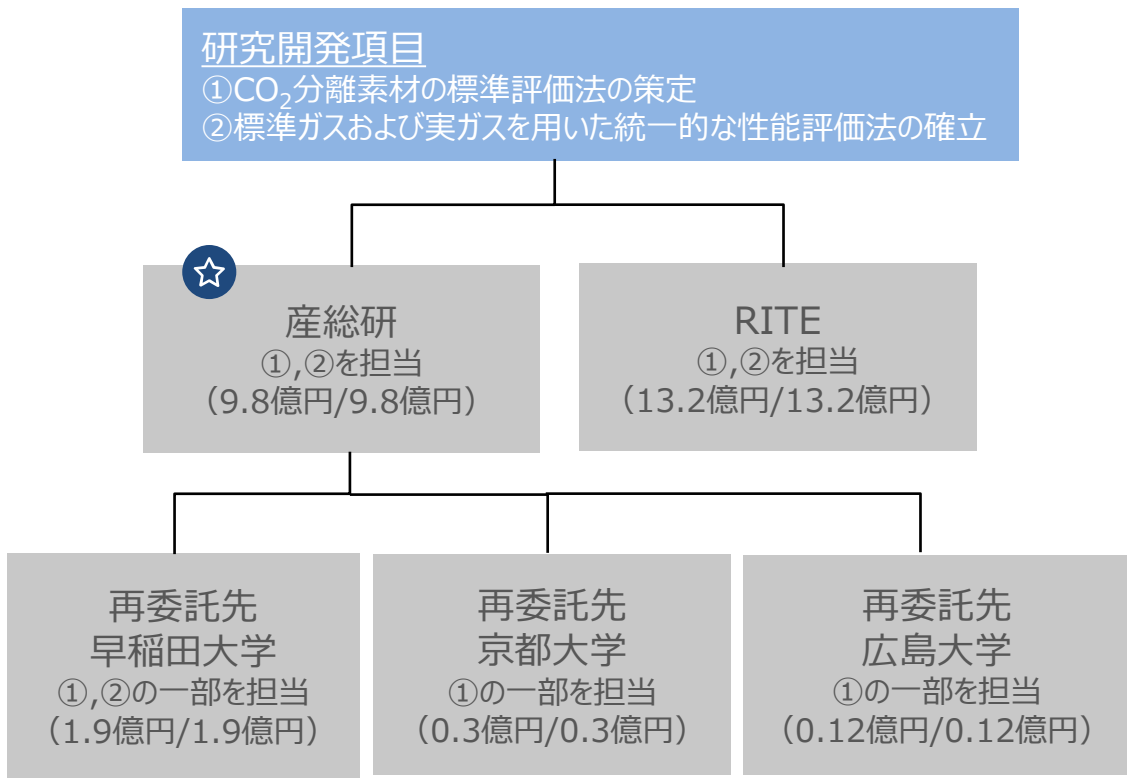 研究開発項目
①CO₂分離素材の標準評価法の策定
②標準ガスおよび実ガスを用いた統一的な性能評価法の確立
産総研
①,②を担当
（9.8億円/9.8億円）
RITE
①,②を担当
（13.2億円/13.2億円）
再委託先
早稲田大学
①,②の一部を担当
（1.9億円/1.9億円）
再委託先
京都大学
①の一部を担当
（0.3億円/0.3億円）
再委託先
広島大学
①の一部を担当
（0.12億円/0.12億円）